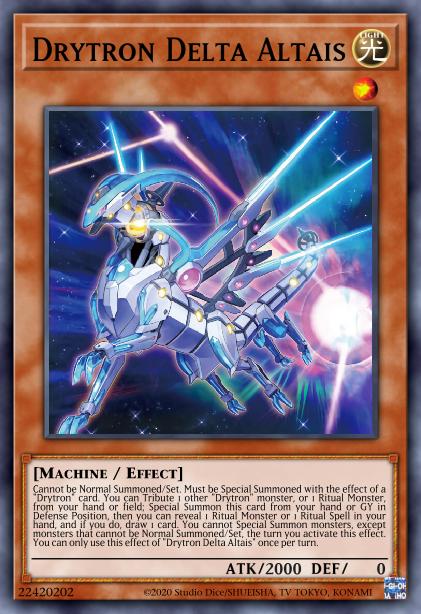 DRYTRON DELTA ALTAIS
LIGHT
光
[MACHINE / EFFECT]
Cannot be Normal Summoned/Set. Must be Special Summoned with the effect of a
"Drytron" card. You can Tribute 1 other "Drytron" monster, or 1 Ritual Monster,
from your hand or field; Special Summon this card from your hand or GY in
Defense Position, then you can reveal 1 Ritual Monster or 1 Ritual Spell in your
hand, and if you do, draw 1 card. You cannot Special Summon monsters, except
monsters that cannot be Normal Summoned/Set, the turn you activate this effect.
You can only use this effect of "Drytron Delta Altais" once per turn.
ATK/2000 DEF/ 0
22420202 ©2020 Studio Dice/SHUEISHA, TV TOKYO, KONAMI